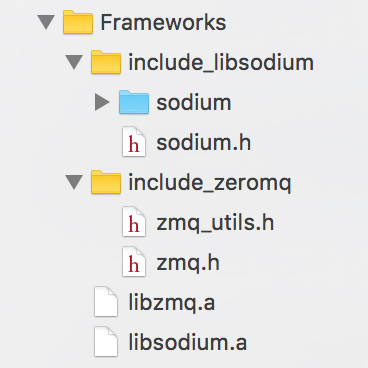 Frameworks
include_libsodium
sodium
h sodium.h
include_zeromq
h zmq_utils.h
h zmq.h
libzmq.a
libsodium.a